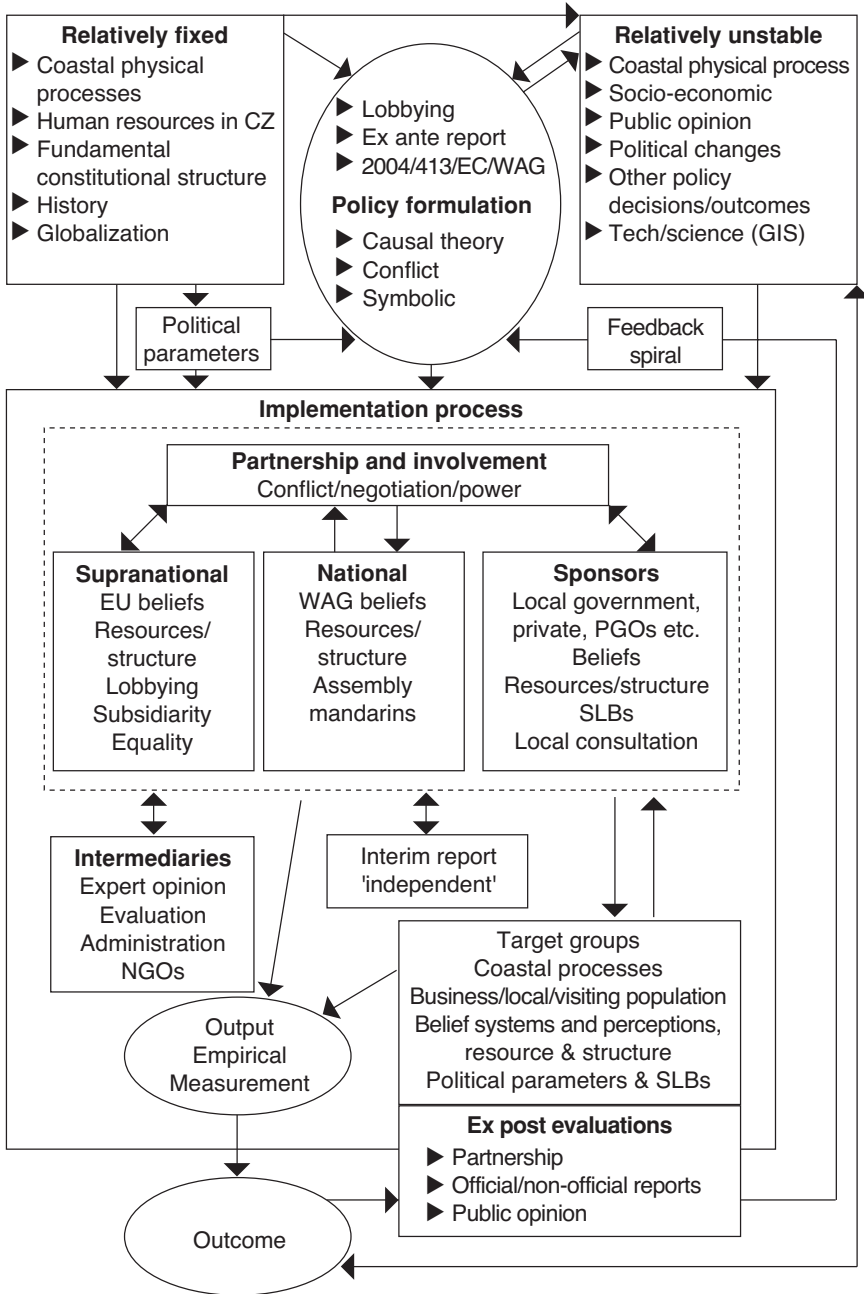 Relatively fixed
▶ Coastal physical
processes
▶ Human resources in CZ
▶ Fundamental
constitutional structure
▶ History
▶ Globalization
▶ Lobbying
▶ Ex ante report
▶ 2004/413/EC/WAG
Policy formulation
▶ Causal theory
▶ Conflict
▶ Symbolic
Relatively unstable
▶ Coastal physical process
▶ Socio-economic
▶ Public opinion
▶ Political changes
▶ Other policy
decisions/outcomes
▶ Tech/science (GIS)
Political
parameters
Feedback
spiral
Implementation process
Partnership and involvement
Conflict/negotiation/power
Supranational
EU beliefs
Resources/
structure
Lobbying
Subsidiarity
Equality
National
WAG beliefs
Resources/
structure
Assembly
mandarins
Sponsors
Local government,
private, PGOs etc.
Beliefs
Resources/structure
SLBs
Local consultation
Intermediaries
Expert opinion
Evaluation
Administration
NGOs
Interim report
'independent'
Target groups
Coastal processes
Business/local/visiting population
Belief systems and perceptions,
resource & structure
Political parameters & SLBs
Output
Empirical
Measurement
Ex post evaluations
▶ Partnership
▶ Official/non-official reports
▶ Public opinion
Outcome